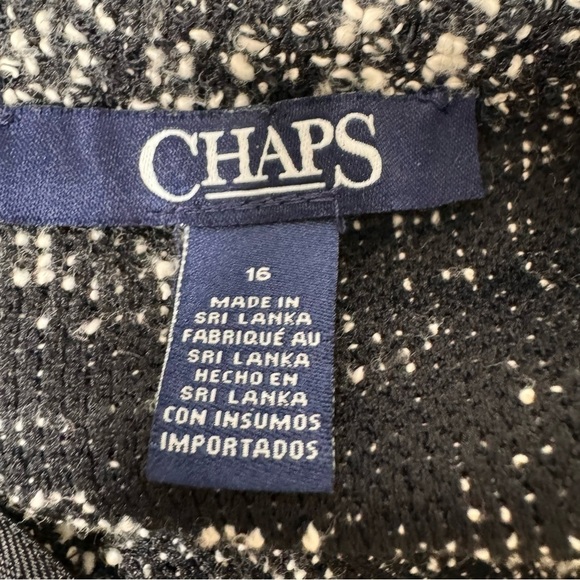 CHAPS
16
MADE IN
SRI LANKA
FABRIQUÉ AU
SRI LANKA
HECHO EN
SRI LANKA
CON INSUMOS
IMPORTADOS